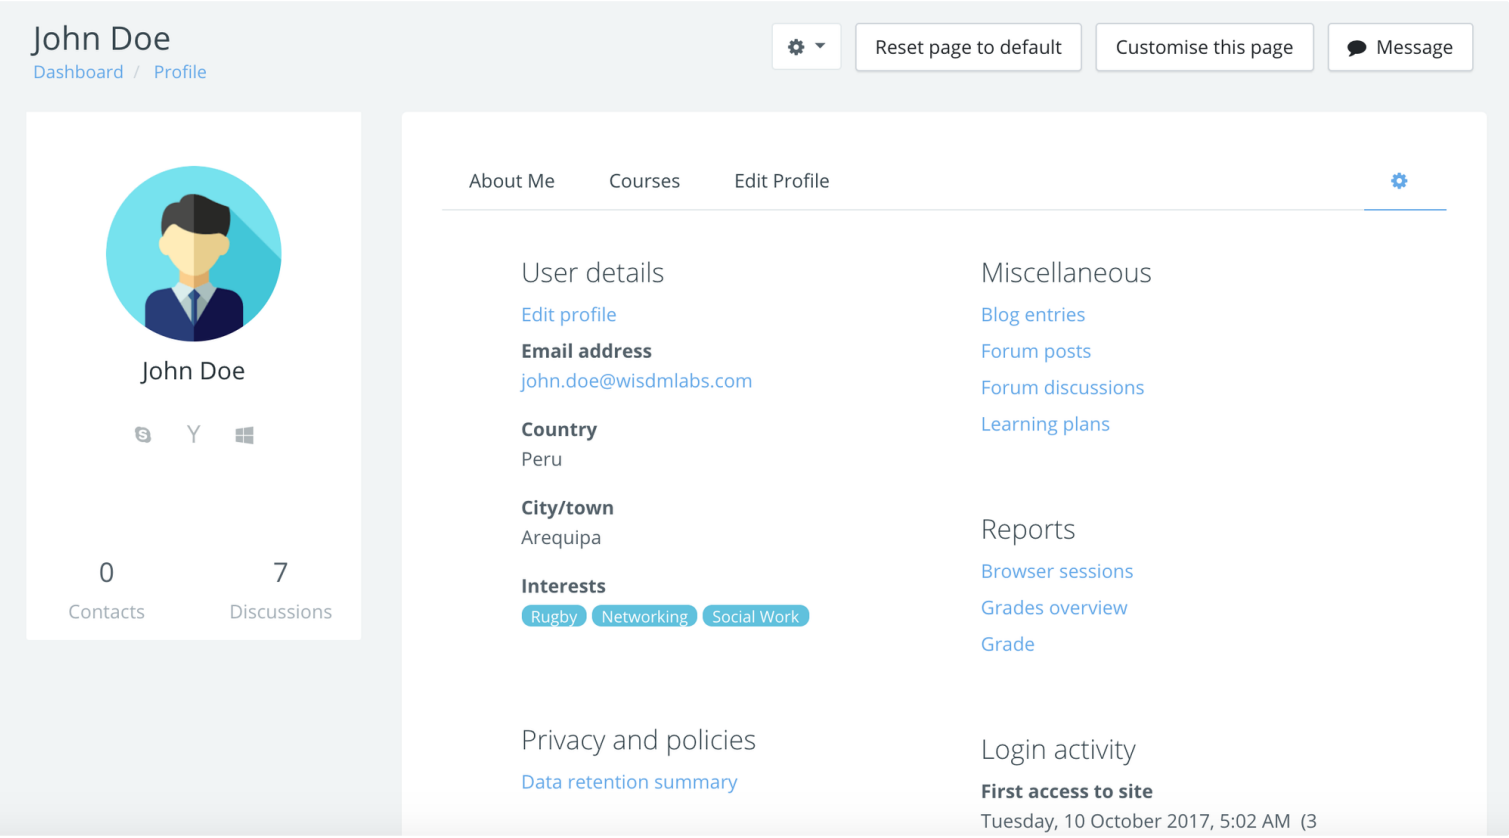 John Doe
Dashboard / Profile
Reset page to default
Customise this page
Message
John Doe
0
Contacts
7
Discussions
About Me
Courses
Edit Profile
User details
Edit profile
Email address
john.doe@wisdmlabs.com
Country
Peru
City/town
Arequipa
Interests
Rugby Networking Social Work
Privacy and policies
Data retention summary
Miscellaneous
Blog entries
Forum posts
Forum discussions
Learning plans
Reports
Browser sessions
Grades overview
Grade
Login activity
First access to site
Tuesday, 10 October 2017, 5:02 AM (3